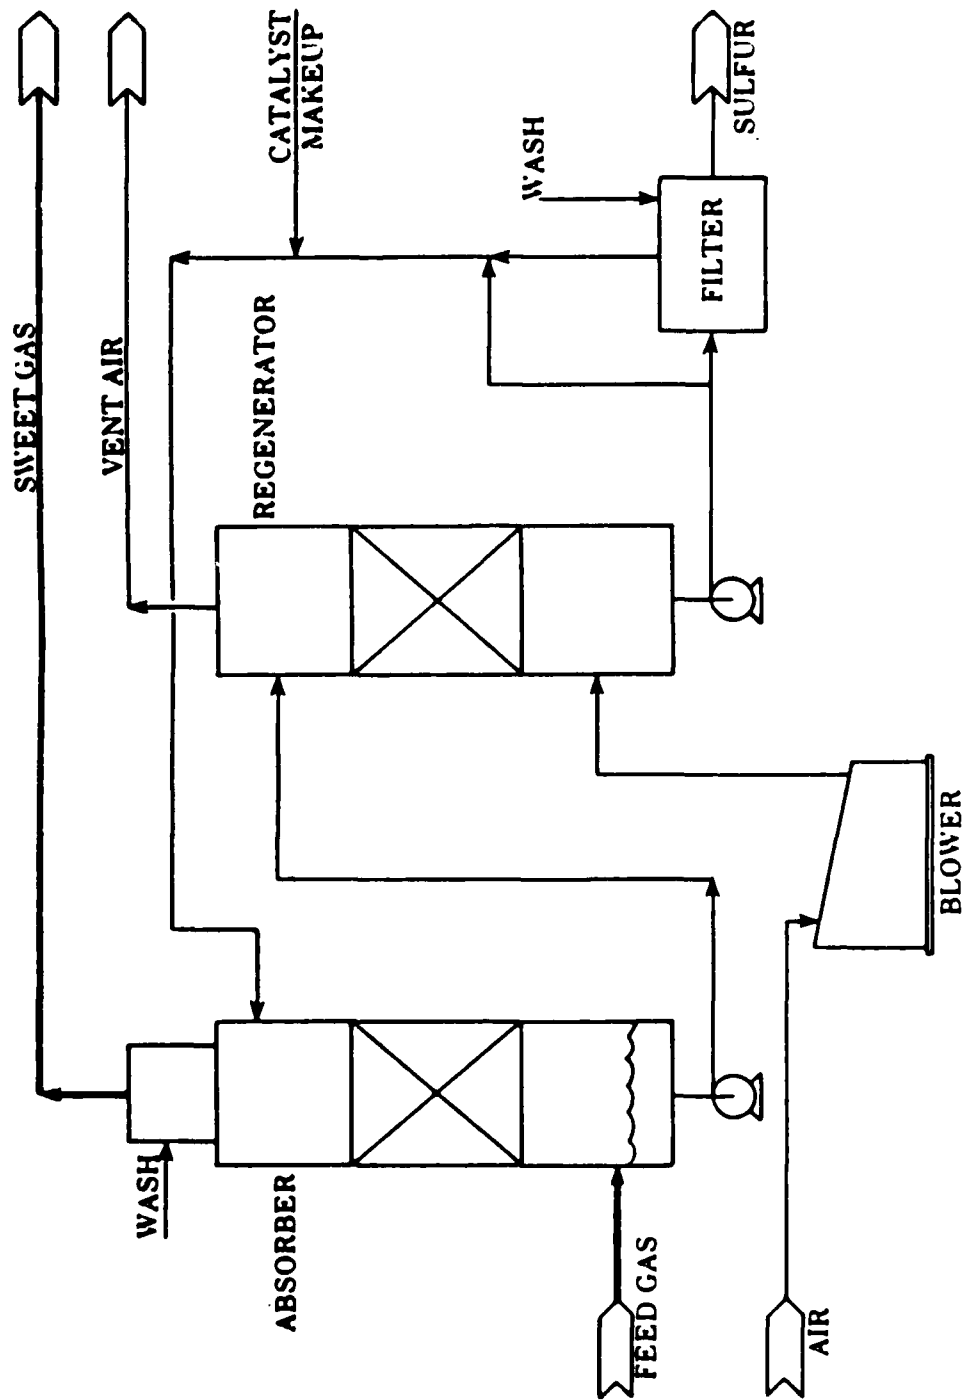 SWEET GAS
VENT AIR
CATALYST
MAKEUP
REGENERATOR
WASH
SULFUR
FILTER
WASH
ABSORBER
FEED GAS
AIR
BLOWER